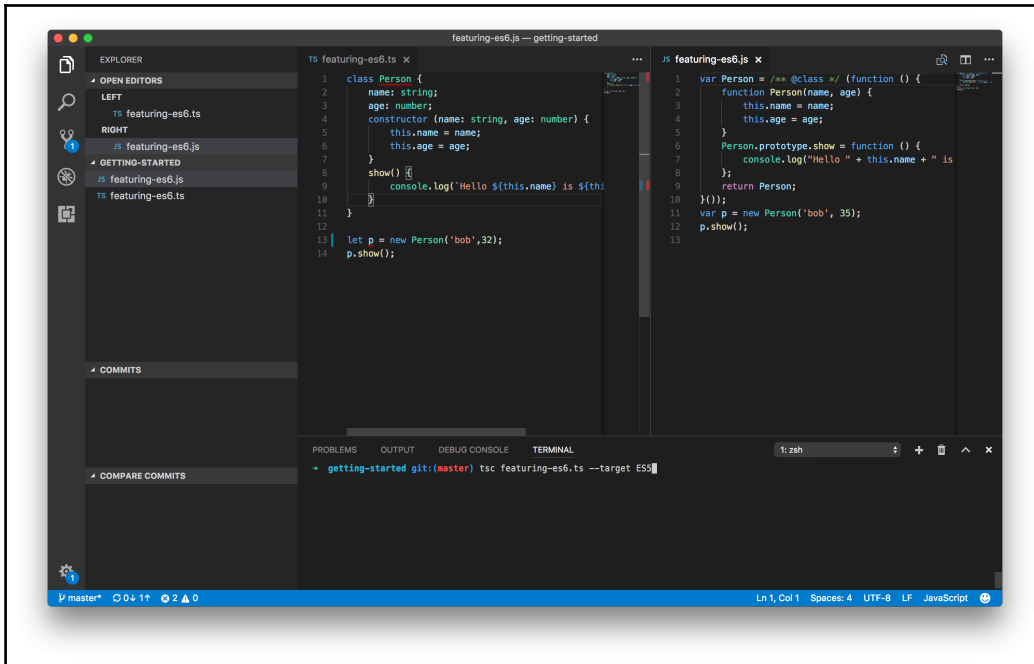 featuring-es6.js — getting-started
EXPLORER
OPEN EDITORS
LEFT
TS featuring-es6.ts
RIGHT
JS featuring-es6.js
GETTING-STARTED
JS featuring-es6.js
TS featuring-es6.ts
COMMITS
COMPARE COMMITS
1
1
TS featuring-es6.ts ×
1 class Person {
2 name: string;
3 age: number;
4 constructor (name: string, age: number) {
5 this.name = name;
6 this.age = age;
7 }
8 show() {
9 console.log(`Hello ${this.name} is ${thi
10 }
11 }
12
13 let p = new Person('bob',32);
14 p.show();
JS featuring-es6.js ×
1 var Person = /** @class */ (function () {
2 function Person(name, age) {
3 this.name = name;
4 this.age = age;
5 }
6 Person.prototype.show = function () {
7 console.log("Hello " + this.name + " is
8 };
9 return Person;
10 }());
11 var p = new Person('bob', 35);
12 p.show();
13
PROBLEMS OUTPUT DEBUG CONSOLE TERMINAL 1: zsh
→ getting-started git:(master) tsc featuring-es6.ts --target ES5
master* 0↓ 1↑ 2 0 Ln 1, Col 1 Spaces: 4 UTF-8 LF JavaScript